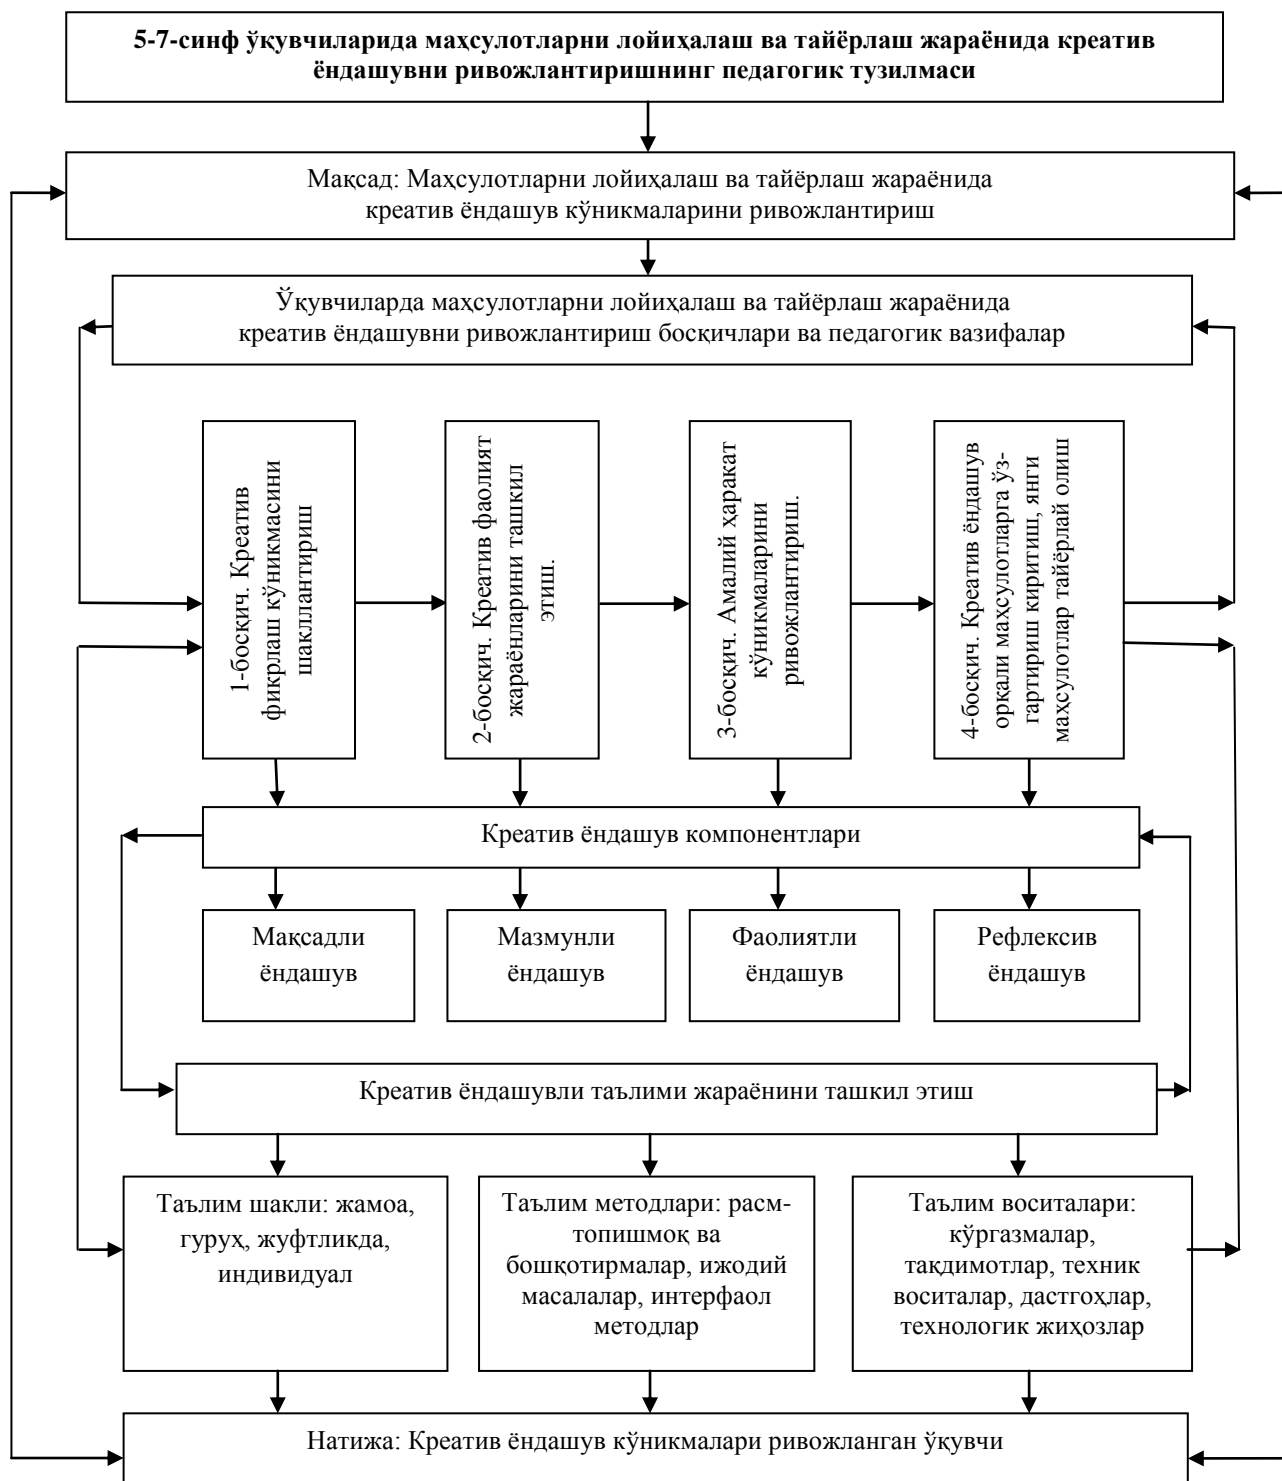 5-7-синф ўқувчиларида маҳсулотларни лойиҳалаш ва тайёрлаш жараёнида креатив
ёндашувни ривожлантиришнинг педагогик тузилмаси
Мақсад: Маҳсулотларни лойиҳалаш ва тайёрлаш жараёнида
креатив ёндашув кўникмаларини ривожлантириш
Ўқувчиларда маҳсулотларни лойиҳалаш ва тайёрлаш жараёнида
креатив ёндашувни ривожлантириш босқичлари ва педагогик вазифалар
1-босқич. Креатив
фикрлаш кўникмасини
шакллантириш
2-босқич. Креатив фаолият
жараёнларини ташкил
этиш.
3-босқич. Амалий ҳаракат
кўникмаларини
ривожлантириш.
4-босқич. Креатив ёндашув
орқали маҳсулотларга ўз-
гартириш киритиш, янги
маҳсулотлар тайёрлай олиш
Креатив ёндашув компонентлари
Мақсадли
ёндашув
Мазмунли
ёндашув
Фаолиятли
ёндашув
Рефлексив
ёндашув
Креатив ёндашувли таълими жараёнини ташкил этиш
Таълим шакли: жамоа,
гуруҳ, жуфтликда,
индивидуал
Таълим методлари: расм-
топишмоқ ва
бошқотирмалар, ижодий
масалалар, интерфаол
методлар
Таълим воситалари:
кўргазмалар,
тақдимотлар, техник
воситалар, дастгоҳлар,
технологик жиҳозлар
Натижа: Креатив ёндашув кўникмалари ривожланган ўқувчи